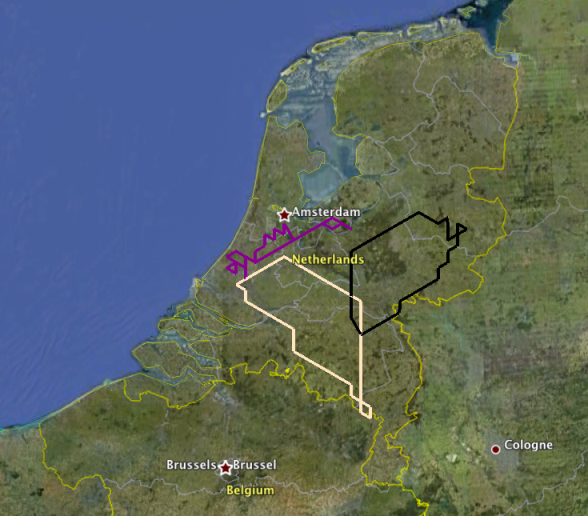 Amsterdam
Netherlands
Cologne
Brussels Brussel
Belgium